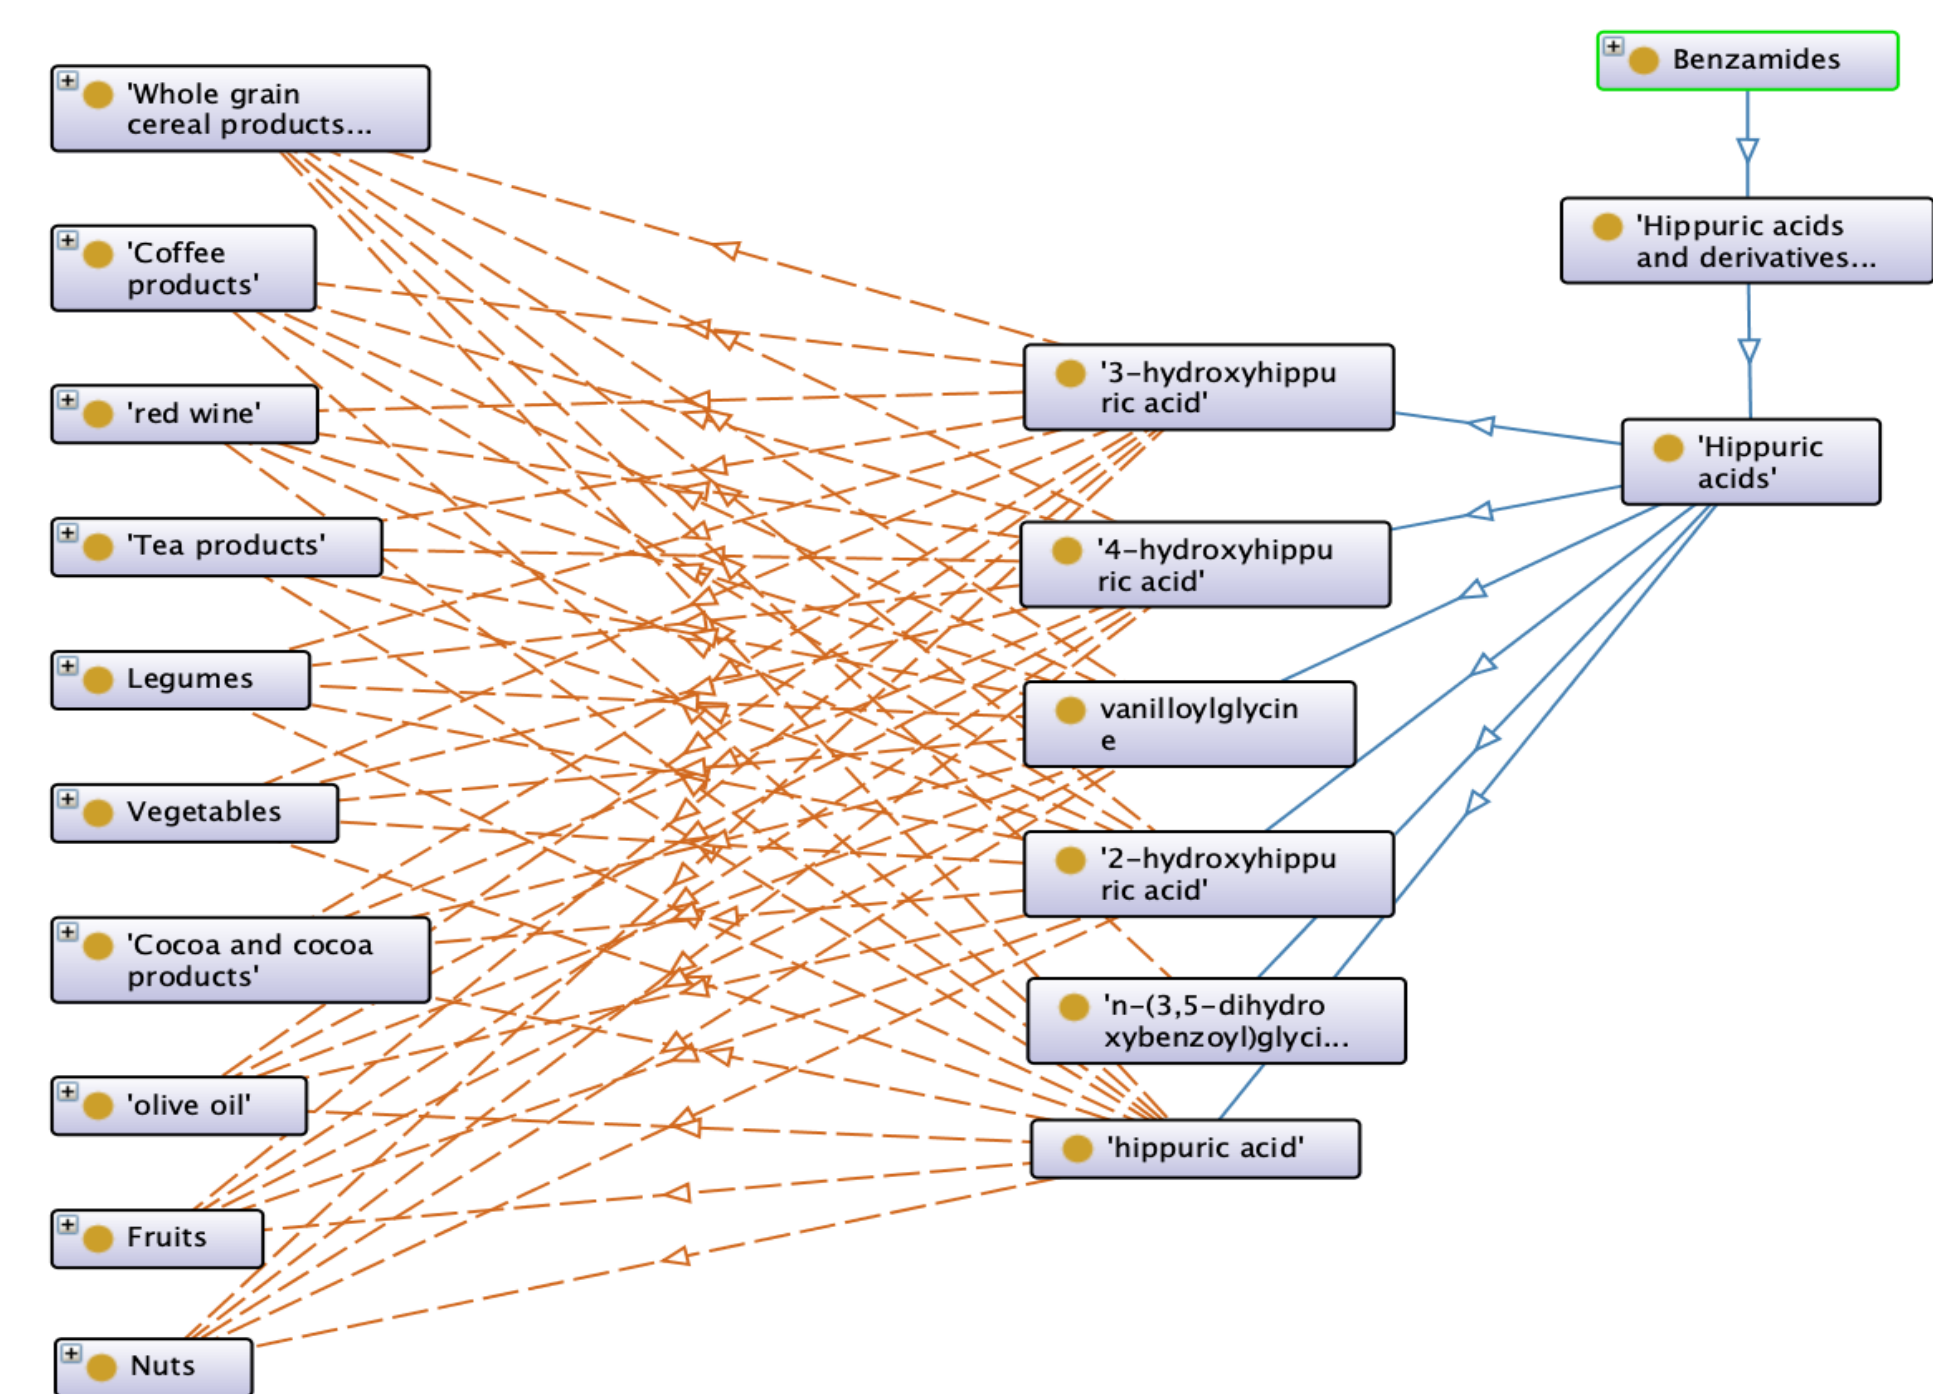 'Whole grain
cereal products...
'Coffee
products'
'red wine'
'Tea products'
Legumes
Vegetables
'Cocoa and cocoa
products'
'olive oil'
Fruits
Nuts
'3-hydroxyhippu
ric acid'
'4-hydroxyhippu
ric acid'
vanilloylglycin
e
'2-hydroxyhippu
ric acid'
'n-(3,5-dihydro
xybenzoyl)glyci...
'hippuric acid'
Benzamides
'Hippuric acids
and derivatives...
'Hippuric
acids'